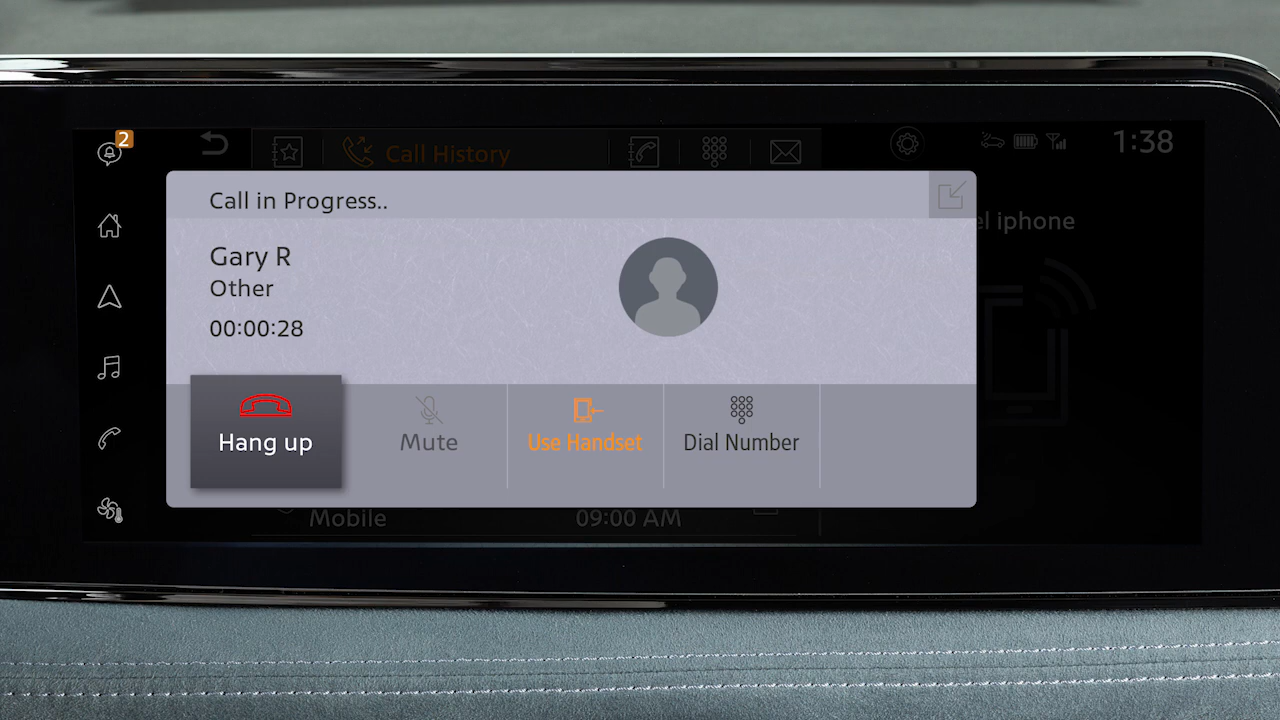 2
Call History
1:38
Call in Progress..
iphone
Gary R
Other
00:00:28
Hang up
Mute
Use Handset
Dial Number
Mobile
09:00 AM